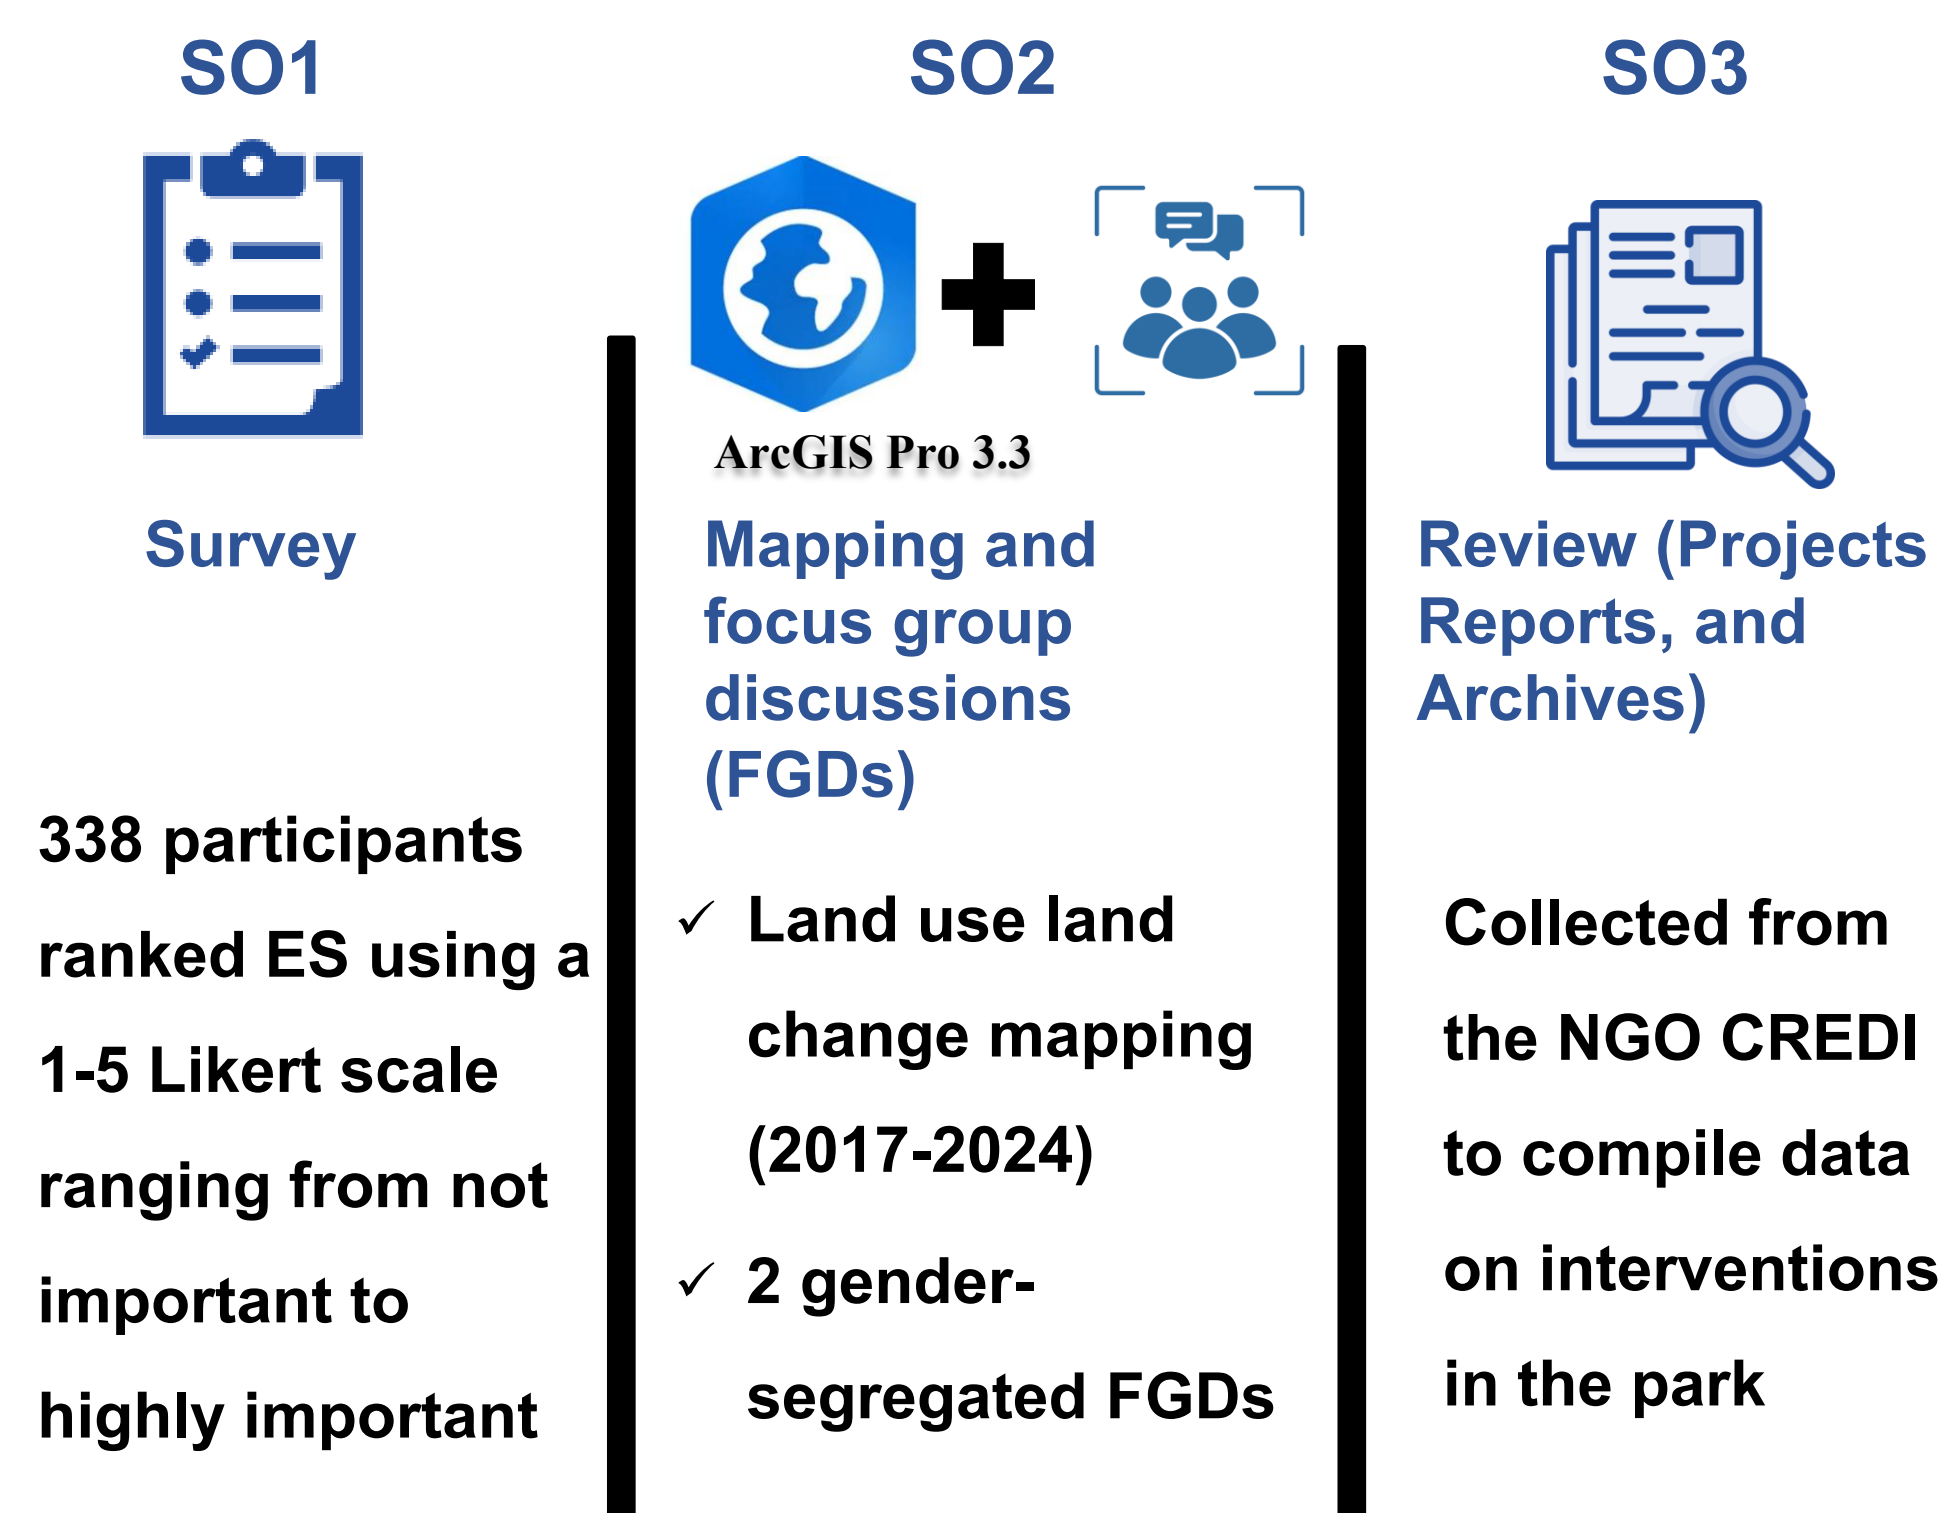 SO1
Survey
338 participants
ranked ES using a
1-5 Likert scale
ranging from not
important to
highly important
SO2
ArcGIS Pro 3.3
Mapping and
focus group
discussions
(FGDs)
✓ Land use land
change mapping
(2017-2024)
✓ 2 gender-
segregated FGDs
SO3
Review (Projects
Reports, and
Archives)
Collected from
the NGO CREDI
to compile data
on interventions
in the park